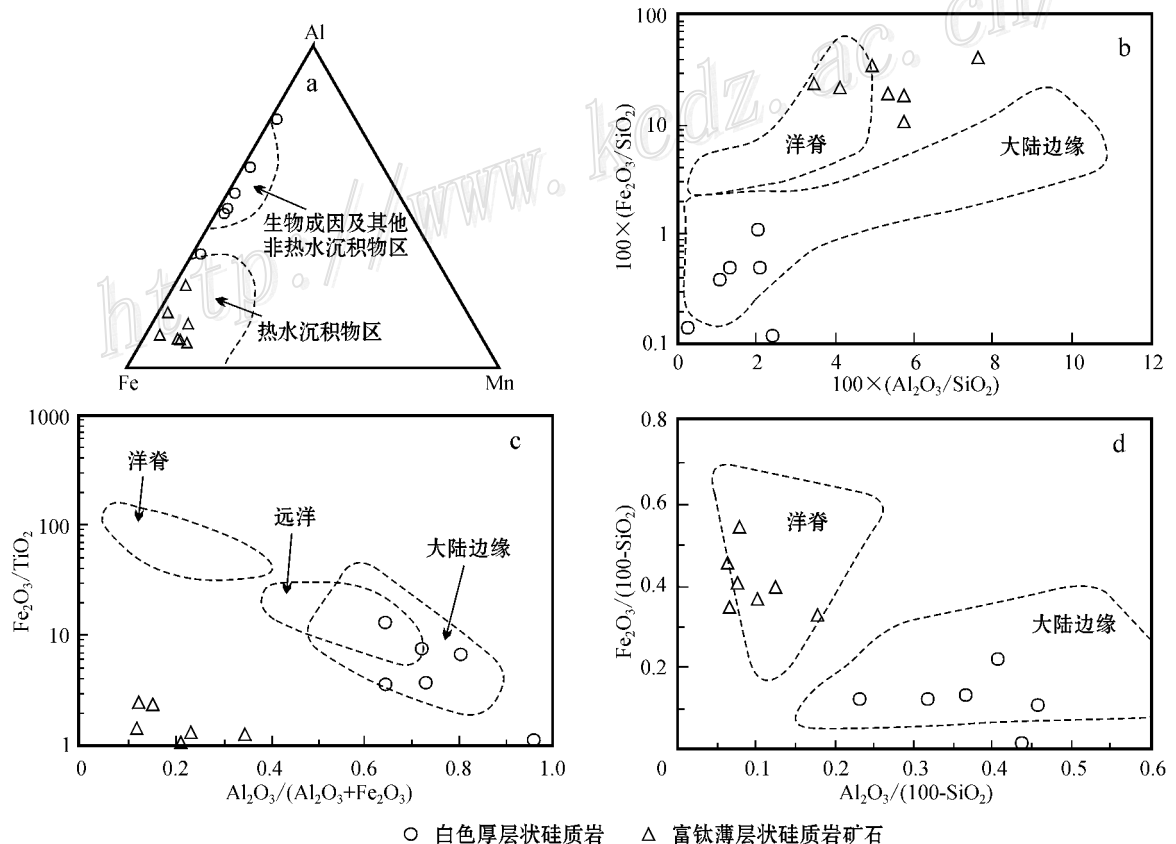 Al
a
生物成因及其他
非热水沉积物区
热水沉积物区
Fe
Mn
b
100
10
1
0.1
100×(Fe₂O₃/SiO₂)
洋脊
大陆边缘
0 2 4 6 8 10 12
100×(Al₂O₃/SiO₂)
c
1000
100
10
1
Fe₂O₃/TiO₂
洋脊
远洋
大陆边缘
0 0.2 0.4 0.6 0.8 1.0
Al₂O₃/(Al₂O₃+Fe₂O₃)
d
0.8
0.6
0.4
0.2
Fe₂O₃/(100-SiO₂)
洋脊
大陆边缘
0 0.1 0.2 0.3 0.4 0.5 0.6
Al₂O₃/(100-SiO₂)
○ 白色厚层状硅质岩 △ 富钛薄层状硅质岩矿石
http://www.kcdz.ac.cn/